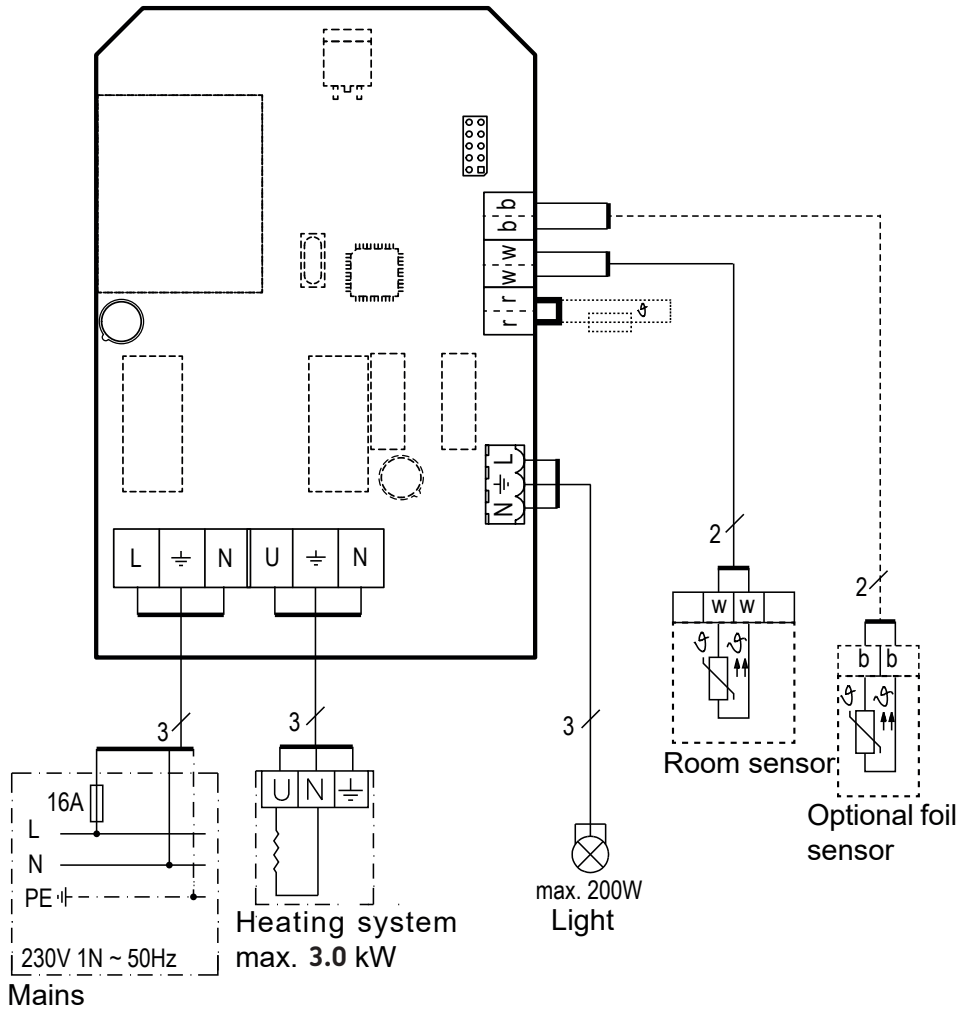 b b
w w
r r
ϑ
L
N
L N U N
2
2
w w
b b
ϑ ϑ
ϑ ϑ
3
3
3
16A
L
N
PE
230V 1N ~ 50Hz
Mains
U N
Heating system
max. 3.0 kW
max. 200W
Light
Room sensor
Optional foil
sensor